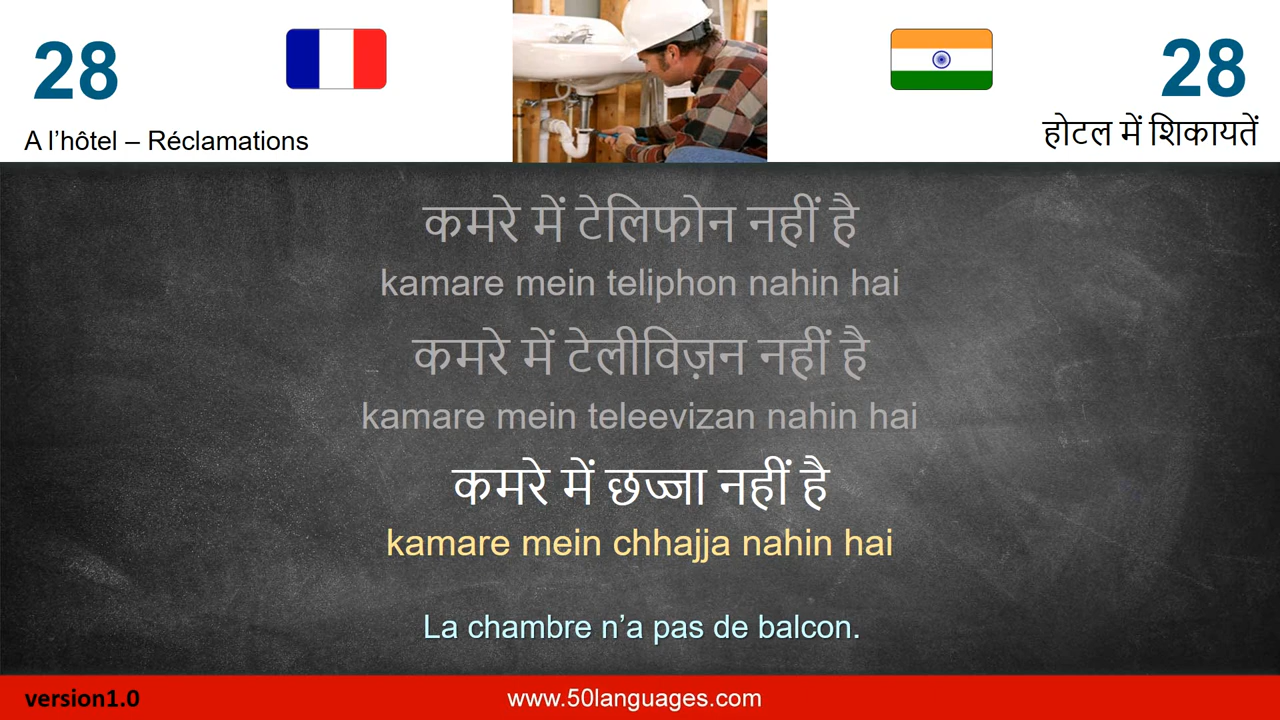 28
28
A l’hôtel – Réclamations
होटल में शिकायतें
कमरे में टेलिफोन नहीं है
kamare mein teliphon nahin hai
कमरे में टेलीविज़न नहीं है
kamare mein teleevizan nahin hai
कमरे में छज्जा नहीं है
kamare mein chhajja nahin hai
La chambre n’a pas de balcon.
version1.0
www.50languages.com